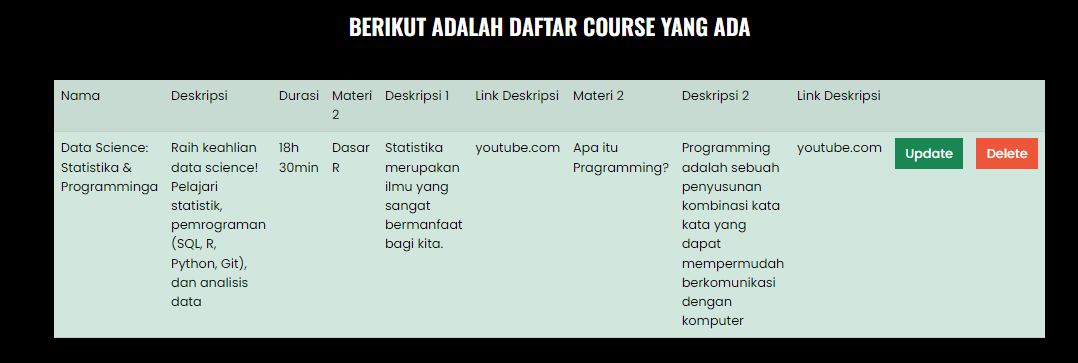 BERIKUT ADALAH DAFTAR COURSE YANG ADA
Nama
Deskripsi
Durasi
Materi
2
Deskripsi 1
Link Deskripsi
Materi 2
Deskripsi 2
Link Deskripsi
Data Science:
Statistika &
Programminga
Raih keahlian
data science!
Pelajari
statistik,
pemrograman
(SQL, R,
Python, Git),
dan analisis
data
18h
30min
Dasar
R
Statistika
merupakan
ilmu yang
sangat
bermanfaat
bagi kita.
youtube.com
Apa itu
Pragramming?
Programming
adalah sebuah
penyusunan
kombinasi kata
kata yang
dapat
mempermudah
berkomunikasi
dengan
komputer
youtube.com
Update
Delete